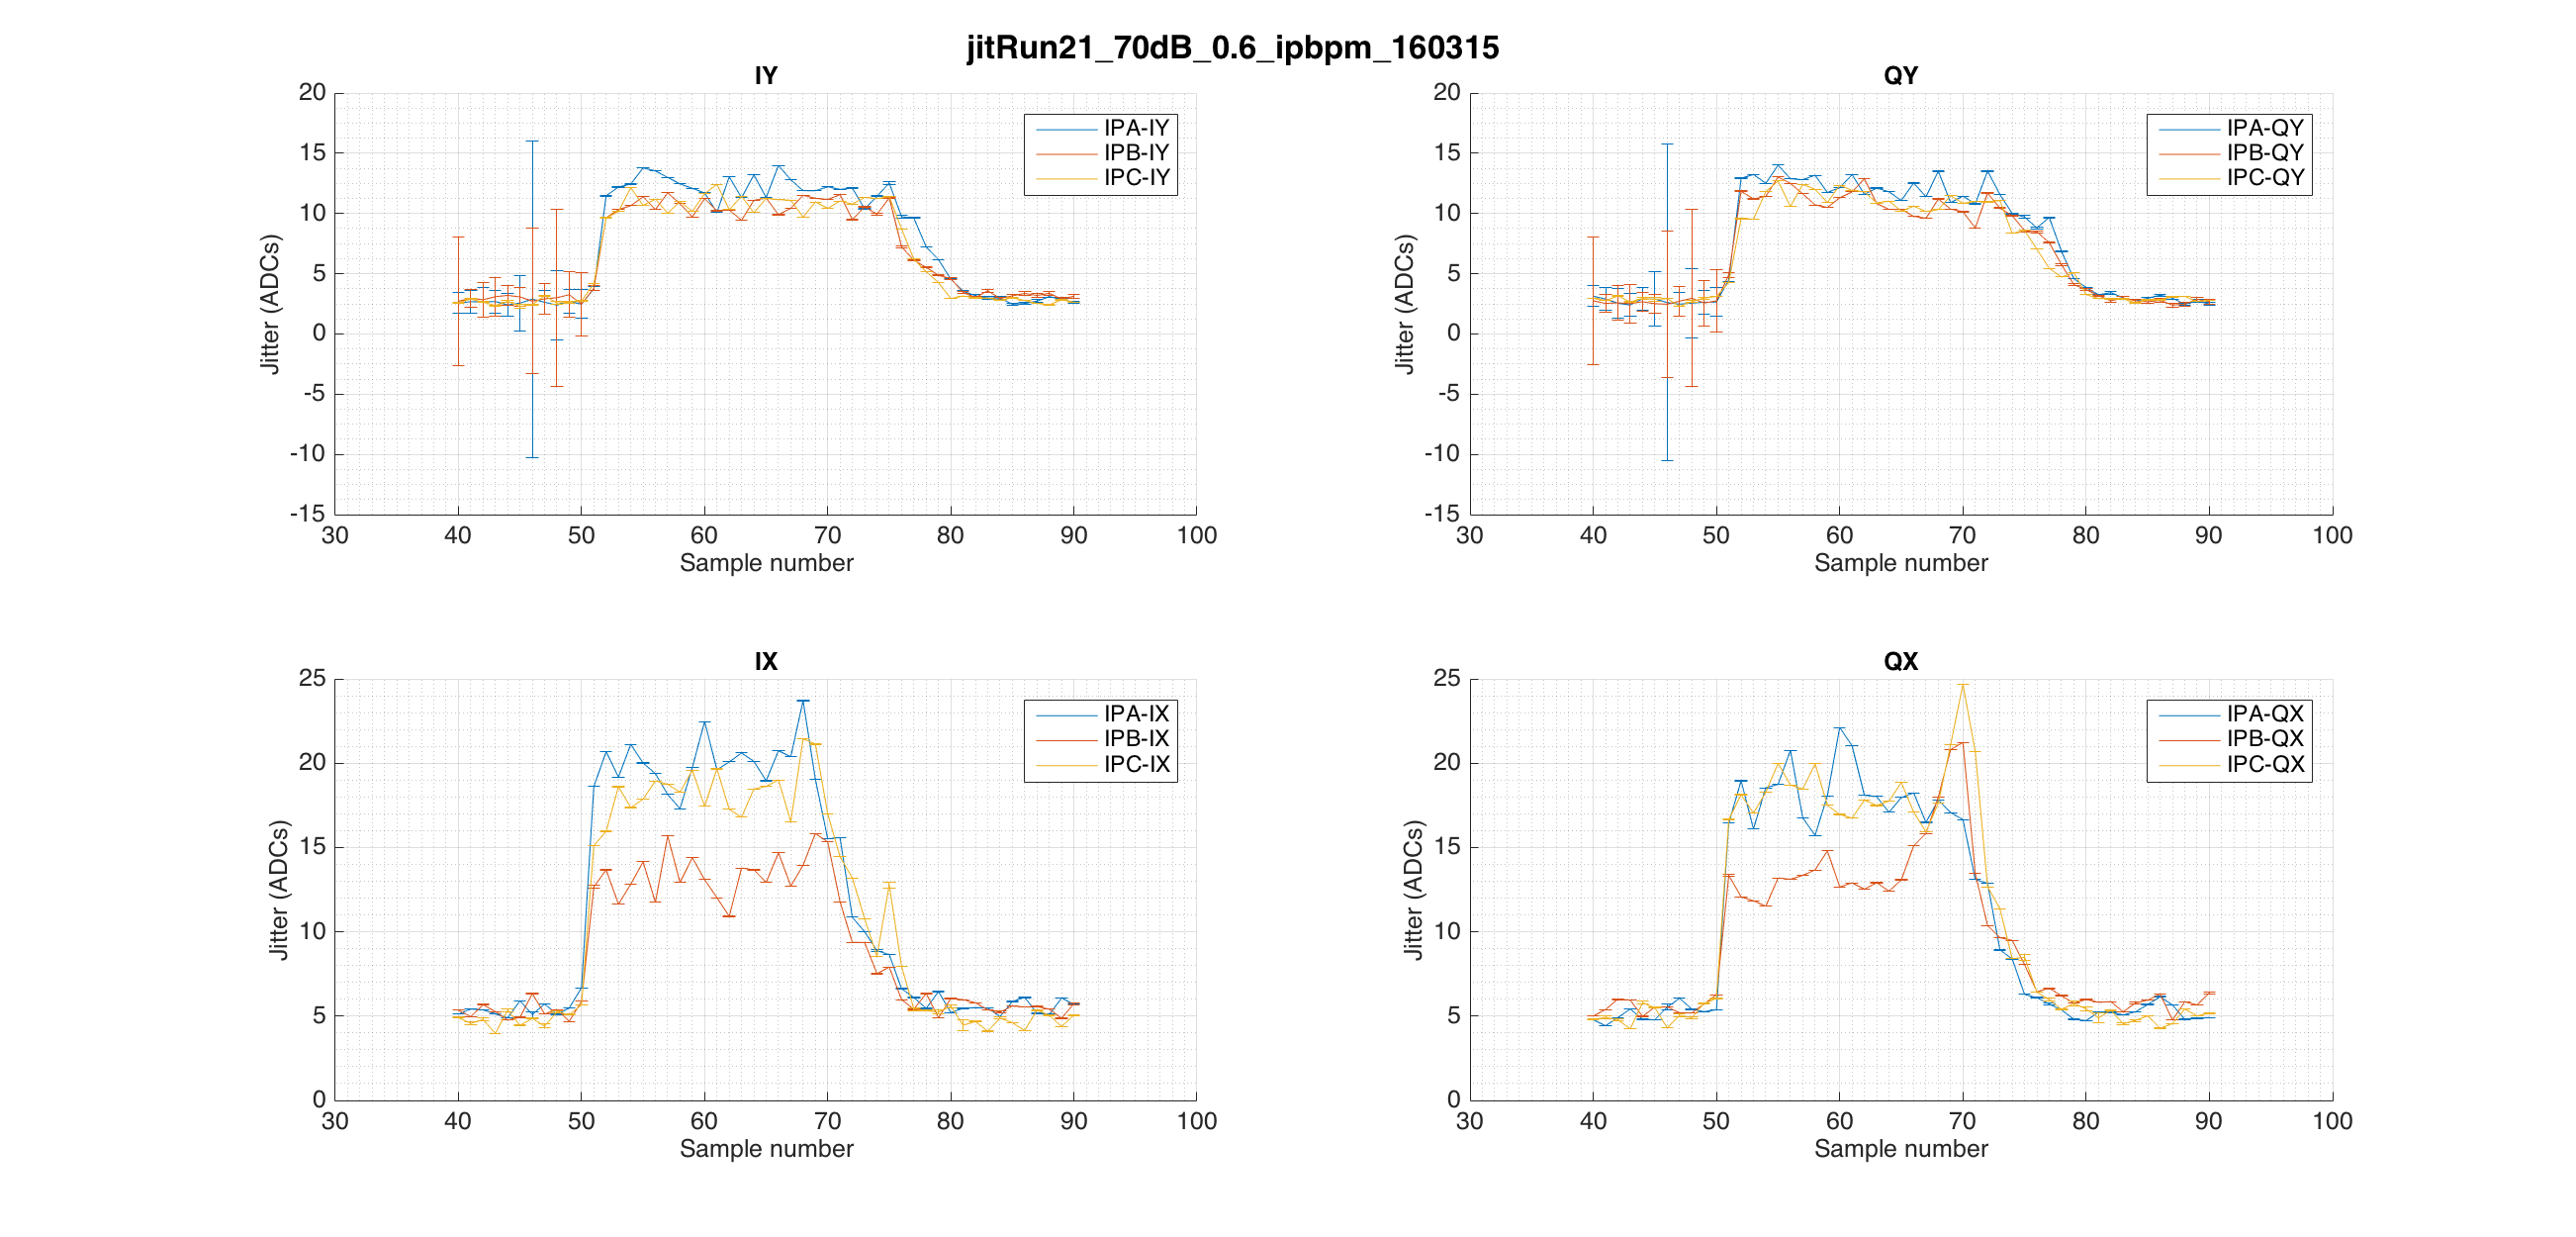 jitRun21_70dB_0.6_ipbpm_160315
IY
20
15
10
5
0
-5
-10
-15
30 40 50 60 70 80 90 100
Sample number
Jitter (ADCs)
IPA-IY
IPB-IY
IPC-IY
QY
20
15
10
5
0
-5
-10
-15
30 40 50 60 70 80 90 100
Sample number
Jitter (ADCs)
IPA-QY
IPB-QY
IPC-QY
IX
25
20
15
10
5
0
30 40 50 60 70 80 90 100
Sample number
Jitter (ADCs)
IPA-IX
IPB-IX
IPC-IX
QX
25
20
15
10
5
0
30 40 50 60 70 80 90 100
Sample number
Jitter (ADCs)
IPA-QX
IPB-QX
IPC-QX